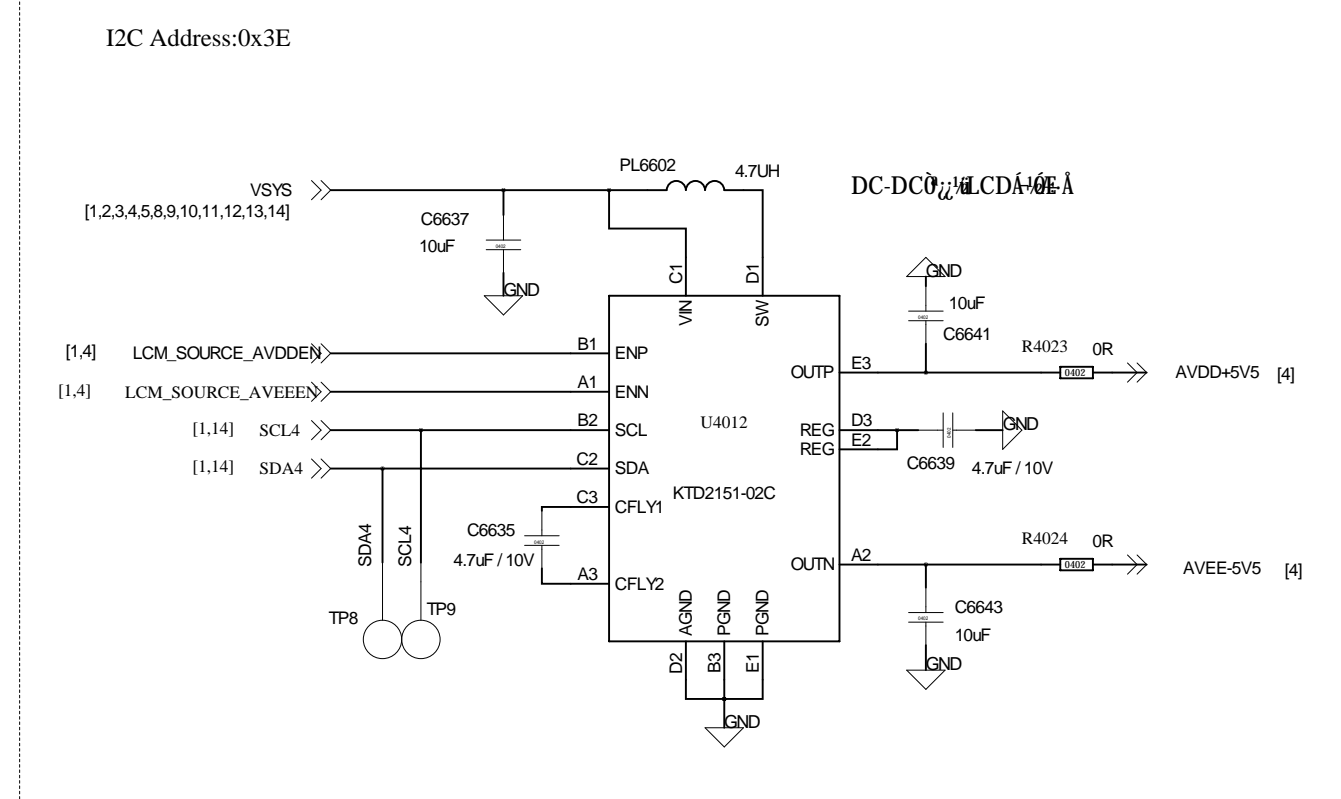 I2C Address:0x3E
PL6602
4.7UH
VSYS
[1,2,3,4,5,8,9,10,11,12,13,14]
C6637
10uF
0402
GND
C1
D1
VIN
SW
DC-DC
LCD
GND
10uF
0402
C6641
[1,4] LCM_SOURCE_AVDDEN
B1
ENP
[1,4] LCM_SOURCE_AVEEEN
A1
ENN
[1,14] SCL4
B2
SCL
[1,14] SDA4
C2
SDA
OUTP
E3
R4023
0R
0402
AVDD+5V5 [4]
U4012
REG
D3
REG
E2
0402
GND
C6639
4.7uF / 10V
KTD2151-02C
C3
CFLY1
C6635
0402
4.7uF / 10V
A3
CFLY2
SDA4
SCL4
TP8
TP9
OUTN
A2
R4024
0R
0402
AVEE-5V5 [4]
0402
C6643
10uF
GND
AGND
PGND
PGND
D2
B3
E1
GND